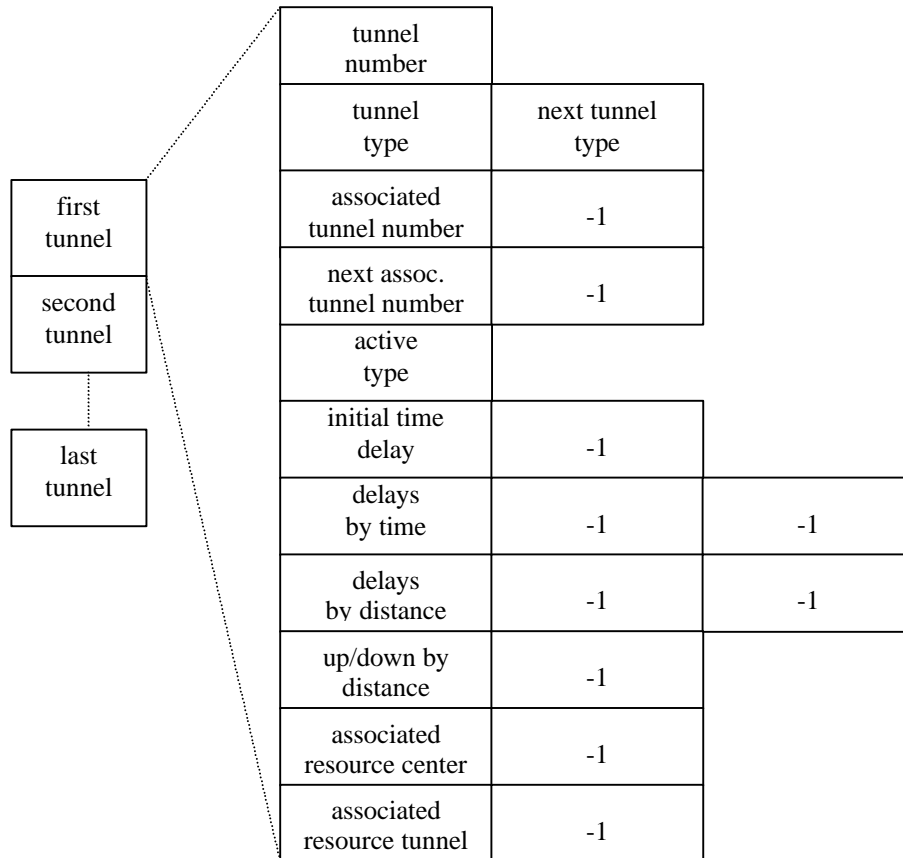 tunnel
number
tunnel
type
next tunnel
type
first
tunnel
second
tunnel
last
tunnel
associated
tunnel number
-1
next assoc.
tunnel number
-1
active
type
initial time
delay
-1
delays
by time
-1
-1
delays
by distance
-1
-1
up/down by
distance
-1
associated
resource center
-1
associated
resource tunnel
-1